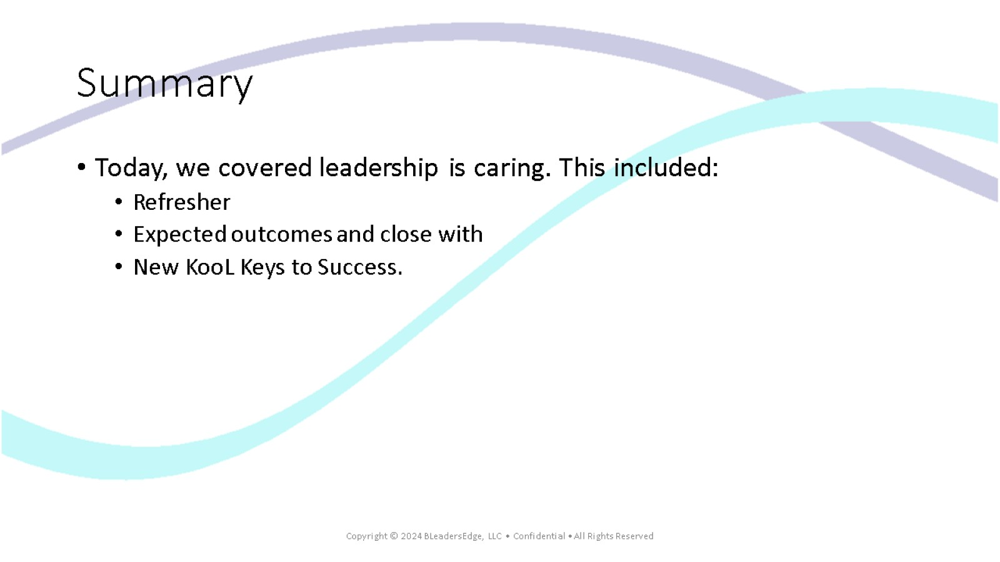 Summary
• Today, we covered leadership is caring. This included:
• Refresher
• Expected outcomes and close with
• New KooL Keys to Success.
Copyright © 2024 BLeadersEdge, LLC • Confidential • All Rights Reserved